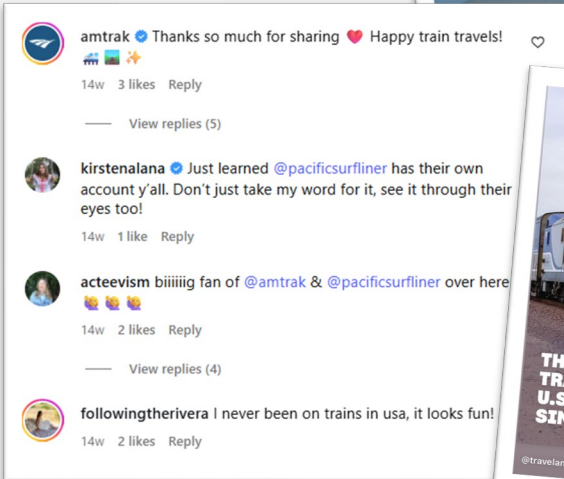 amtrak Thanks so much for sharing ❤️ Happy train travels!
🚄 🏞️ ✨
14w 3 likes Reply
View replies (5)
kirstenalana Just learned @pacificsurfliner has their own
account y'all. Don't just take my word for it, see it through their
eyes too!
14w 1 like Reply
acteevism biiiiiig fan of @amtrak & @pacificsurfliner over here
🙋 🙋 🙋
14w 2 likes Reply
View replies (4)
followingtherivera I never been on trains in usa, it looks fun!
14w 2 likes Reply
TH
TR
U.S
SIN
@travelan